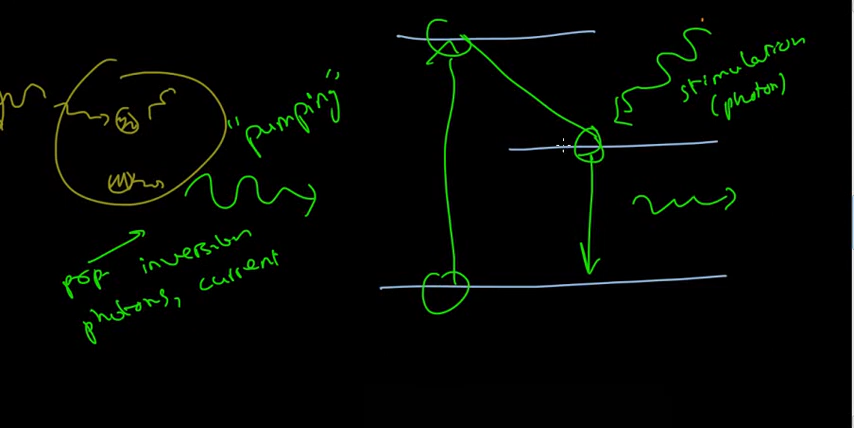 "pumping"
stimulation
(photon)
pop inversion
photons, current